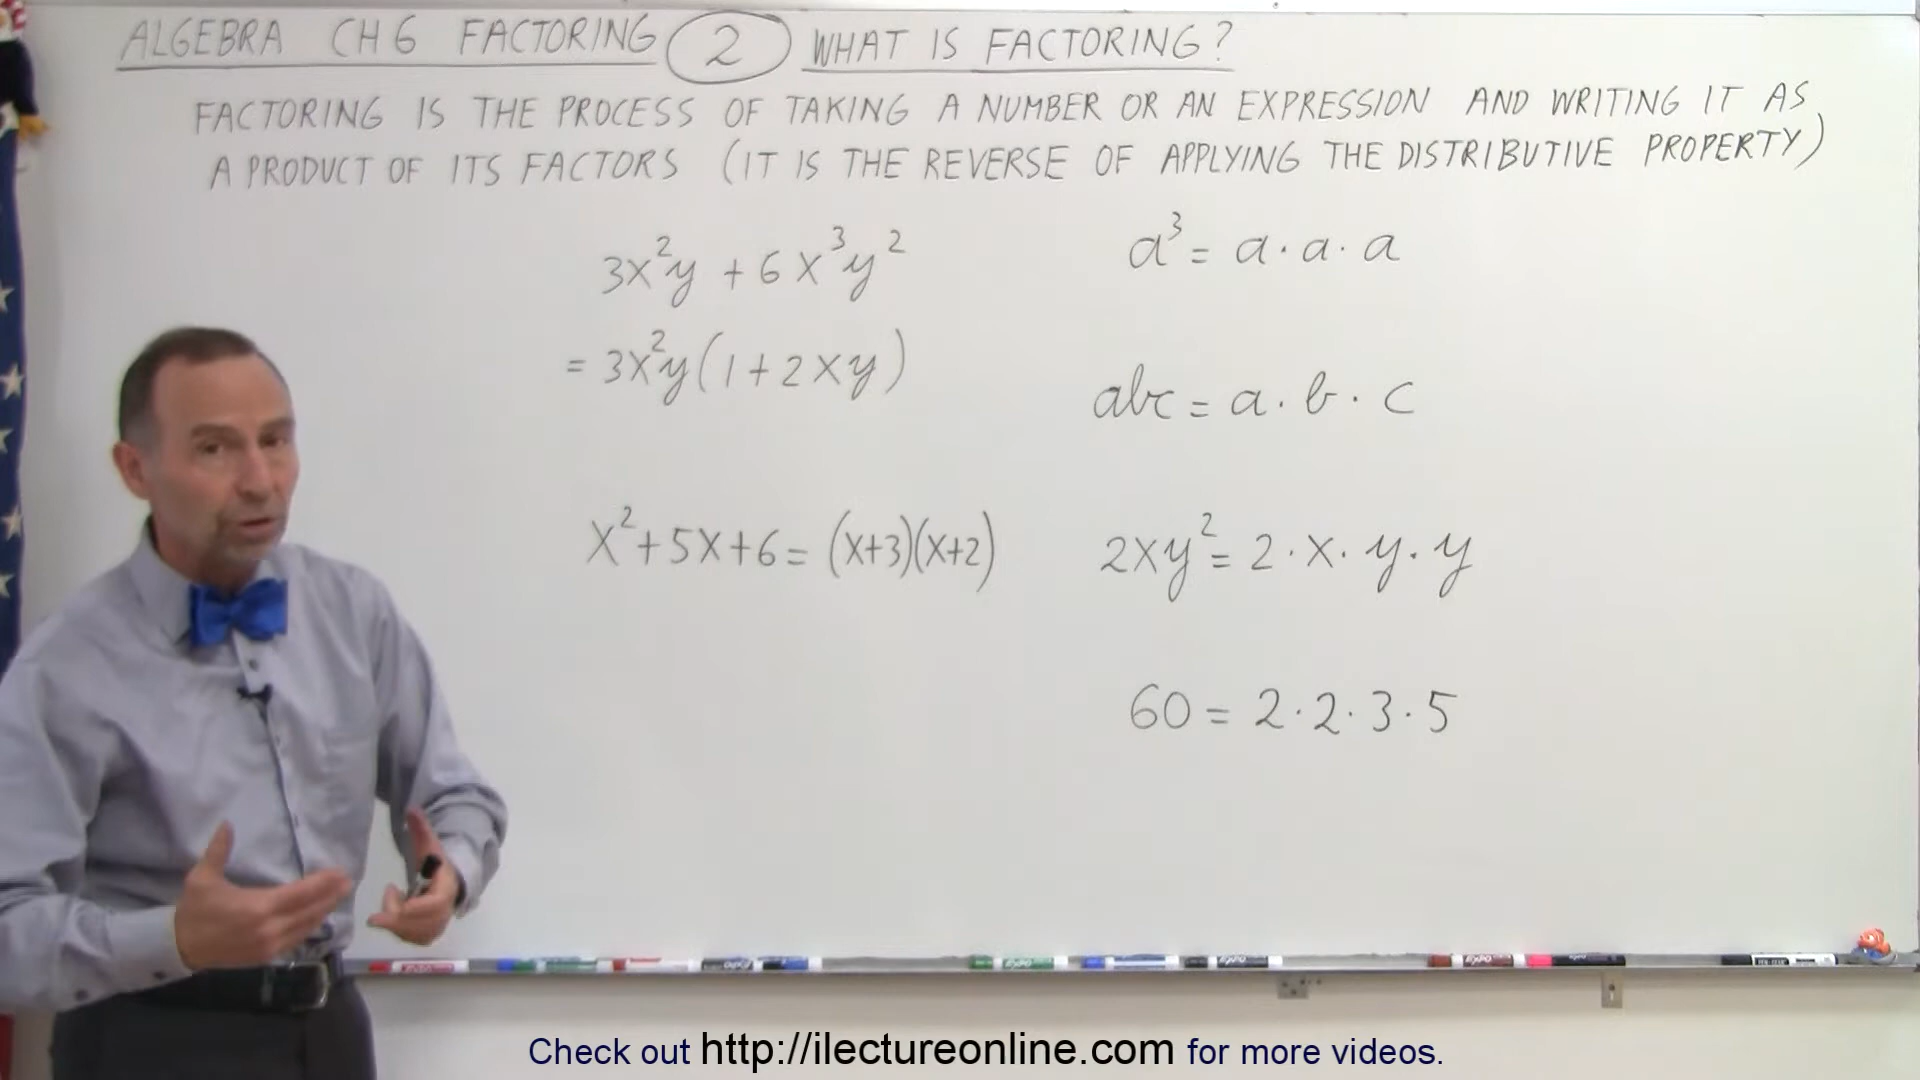 ALGEBRA CH 6 FACTORING 2 WHAT IS FACTORING?
FACTORING IS THE PROCESS OF TAKING A NUMBER OR AN EXPRESSION AND WRITING IT AS
A PRODUCT OF ITS FACTORS (IT IS THE REVERSE OF APPLYING THE DISTRIBUTIVE PROPERTY)
3x²y + 6x³y²
= 3x²y(1+2xy)
x²+5x+6 = (x+3)(x+2)
a³ = a·a·a
abc = a·b·c
2xy² = 2·x·y·y
60 = 2·2·3·5
Check out http://ilectureonline.com for more videos.